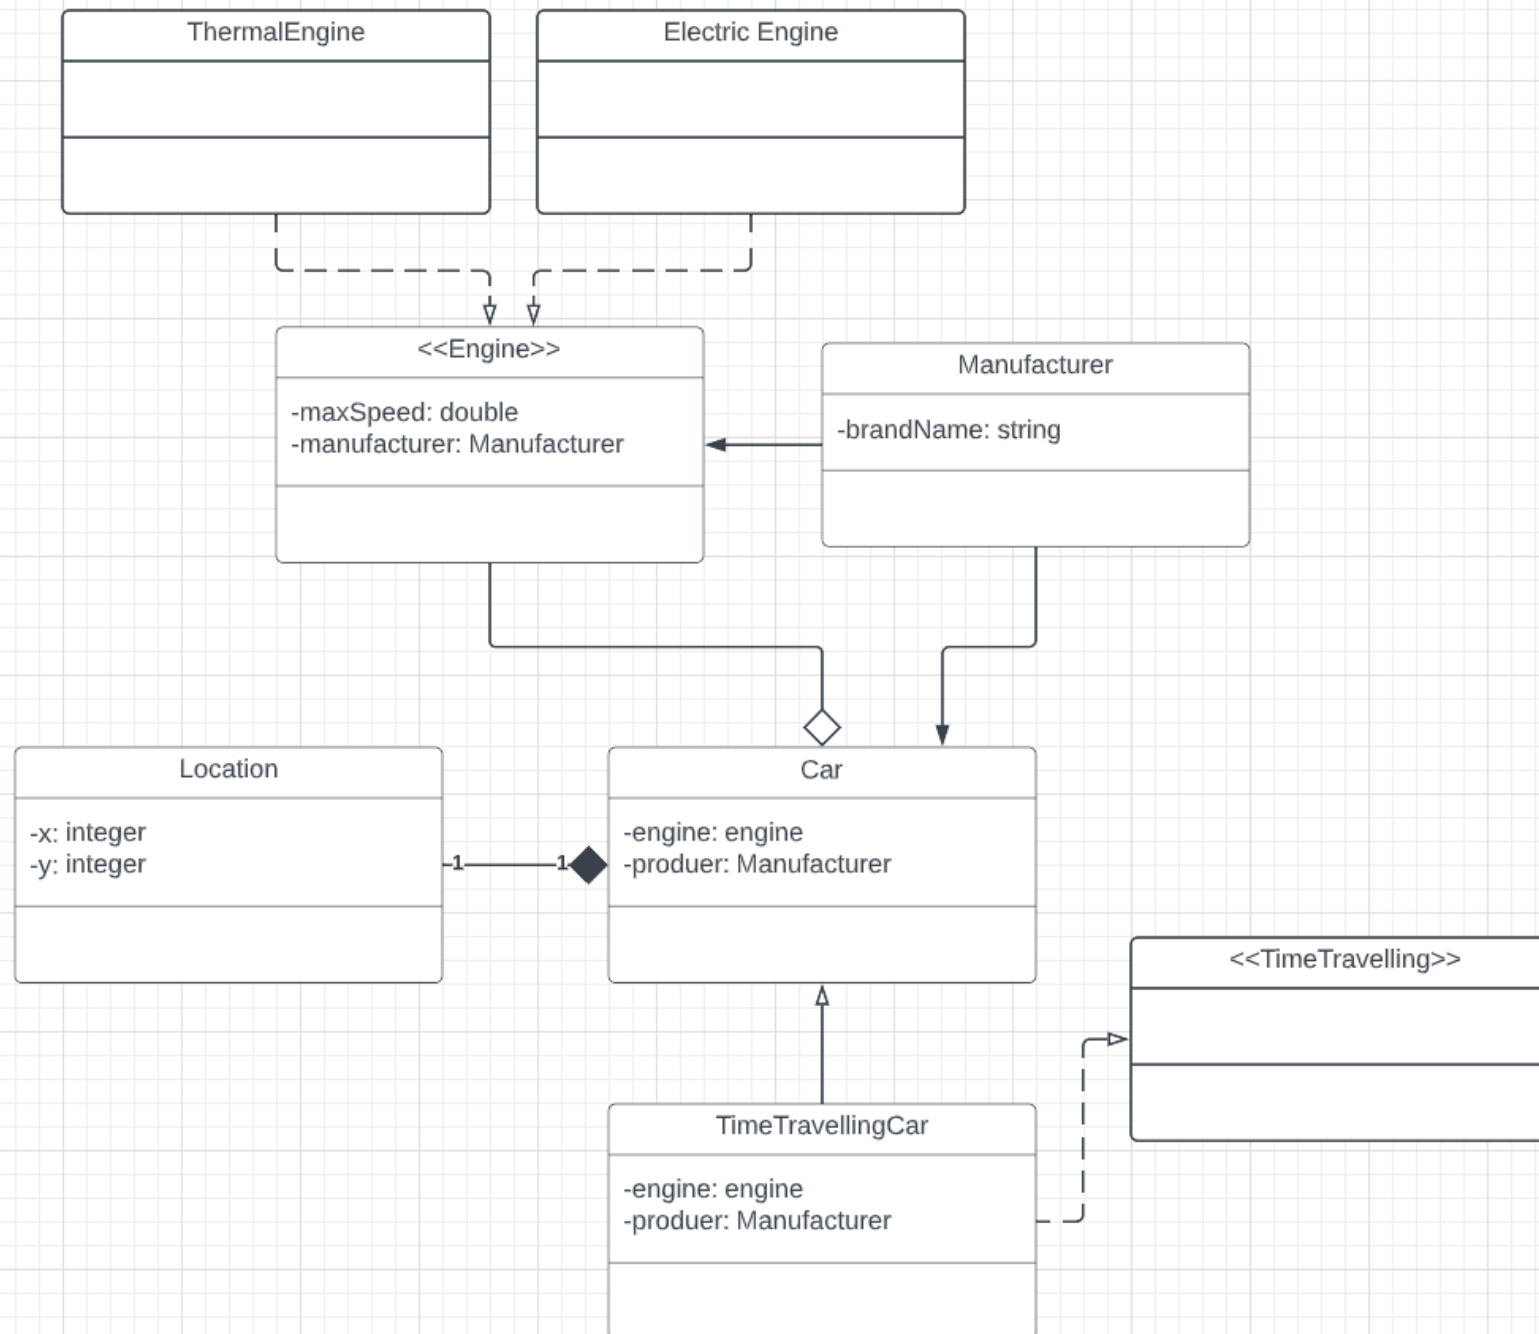 ThermalEngine
Electric Engine
<<Engine>>
-maxSpeed: double
-manufacturer: Manufacturer
Manufacturer
-brandName: string
Location
-x: integer
-y: integer
1
1
Car
-engine: engine
-produer: Manufacturer
<<TimeTravelling>>
TimeTravellingCar
-engine: engine
-produer: Manufacturer